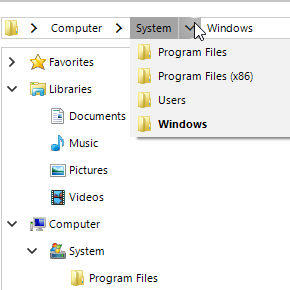 Computer System Windows
Program Files
Program Files (x86)
Users
Windows
Favorites
Libraries
Documents
Music
Pictures
Videos
Computer
System
Program Files